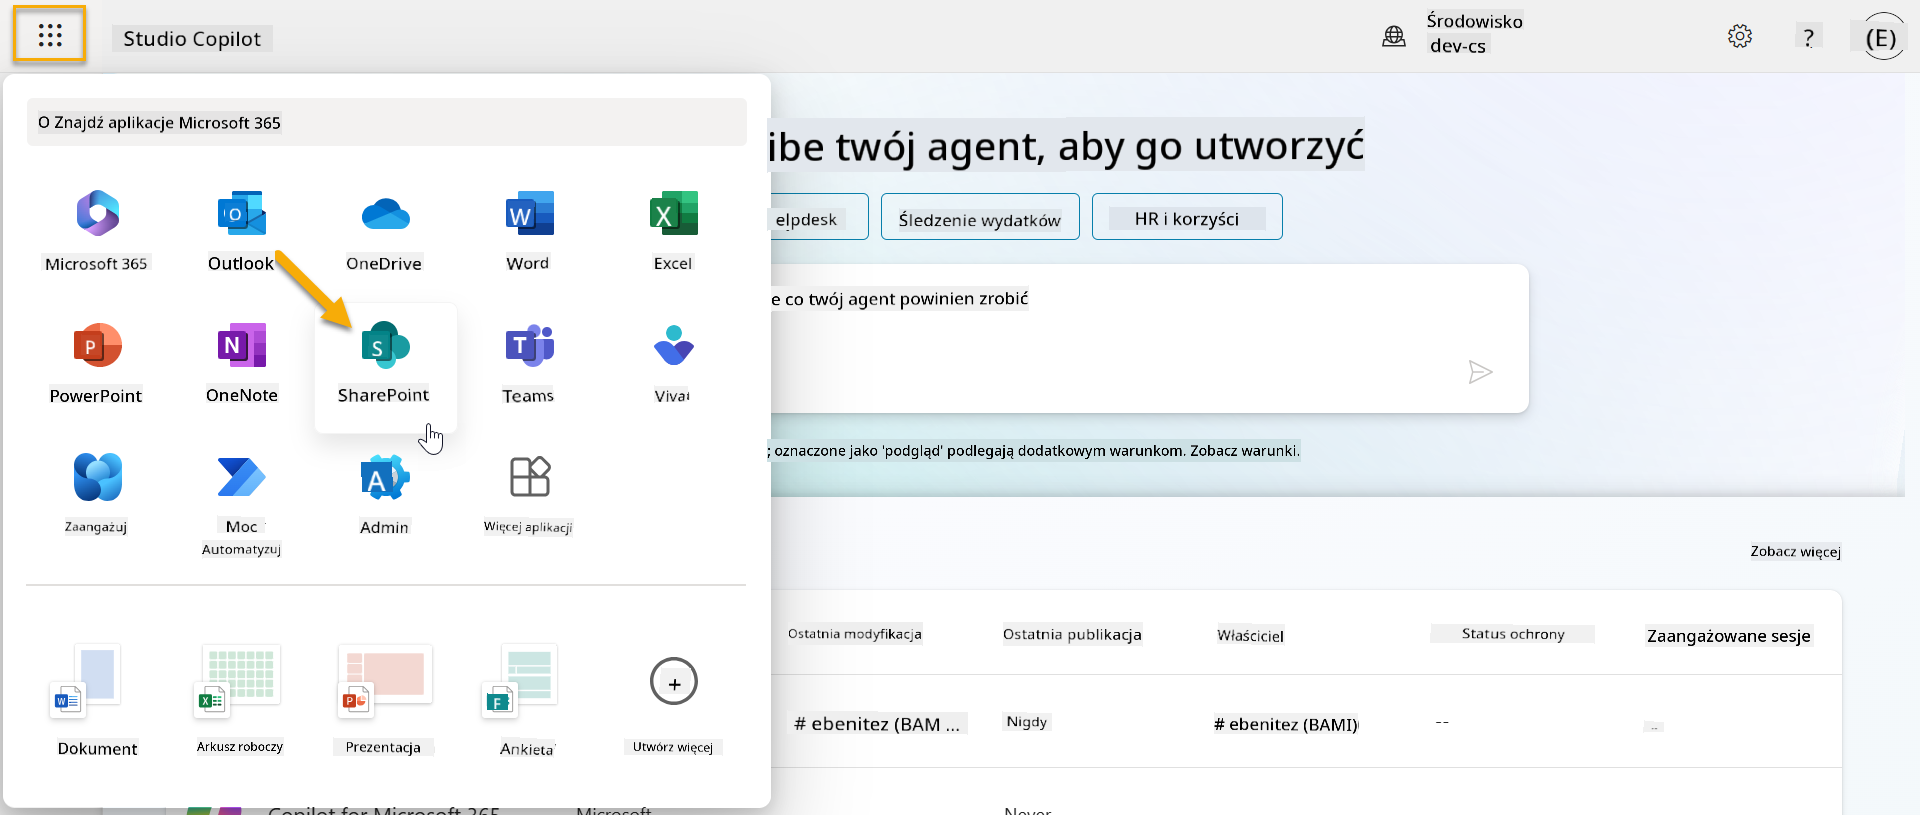 Studio Copilot
Środowisko
dev-cs
?
(E)
O Znajdź aplikacje Microsoft 365
ibe twój agent, aby go utworzyć
elpdesk
Śledzenie wydatków
HR i korzyści
Microsoft 365
Outlook
OneDrive
Word
Excel
e co twój agent powinien zrobić
PowerPoint
OneNote
SharePoint
Teams
Vivat
; oznaczone jako 'podgląd' podlegają dodatkowym warunkom. Zobacz warunki.
Zaangażuj
Moc
Automatyzuj
Admin
Więcej aplikacji
Zobacz więcej
Ostatnia modyfikacja
Ostatnia publikacja
Właściciel
Status ochrony
Zaangażowane sesje
# ebenitez (BAM ...
Nigdy
# ebenitez (BAMI)
--
--
Dokument
Arkusz roboczy
Prezentacja
Ankieta
Utwórz więcej
Copilot for Microsoft 365
Microsoft
Never